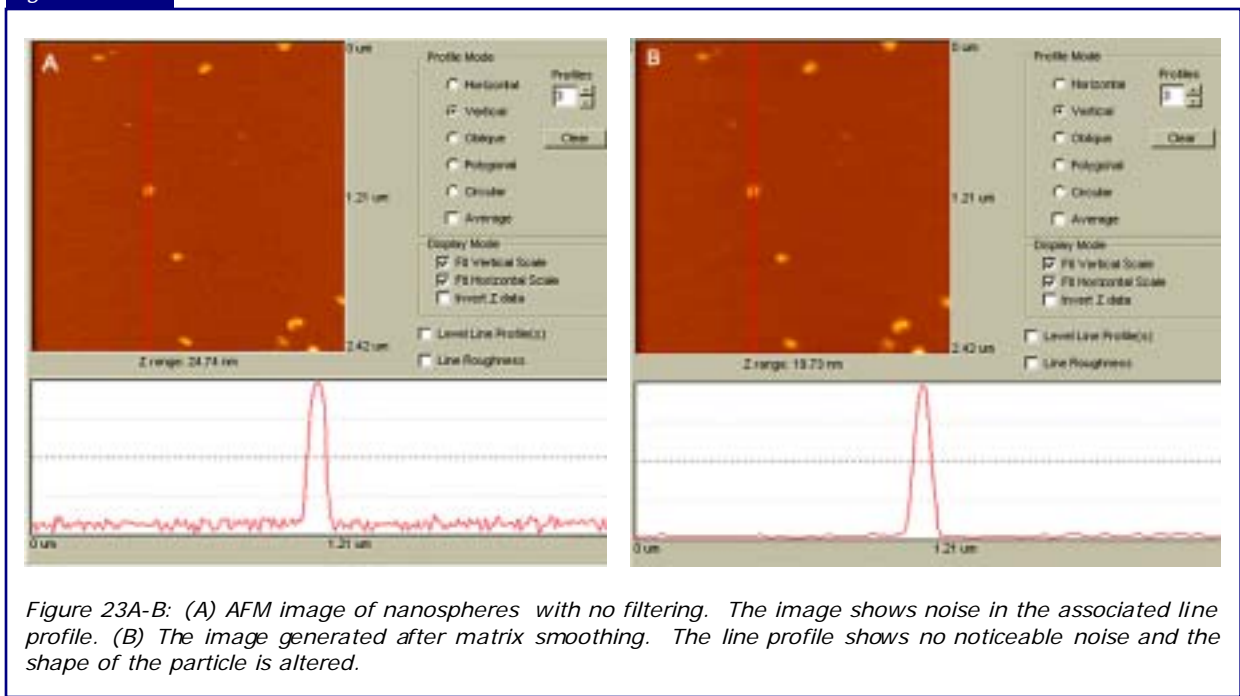 A
0 um
1.21 um
2.42 um
Z range: 24.74 nm
Profile Mode
Horizontal
Vertical
Oblique
Polygonal
Circular
Average
Profiles
3
Clear
Display Mode
Fit Vertical Scale
Fit Horizontal Scale
Invert Z data
Level Line Profile(s)
Line Roughness
0 um
1.21 um
B
0 um
1.21 um
2.42 um
Profile Mode
Horizontal
Vertical
Oblique
Polygonal
Circular
Average
Profiles
3
Clear
Display Mode
Fit Vertical Scale
Fit Horizontal Scale
Invert Z data
Level Line Profile(s)
Line Roughness
Z range: nm
0 um
1.21 um
Figure 23A-B: (A) AFM image of nanospheres with no filtering. The image shows noise in the associated line
profile. (B) The image generated after matrix smoothing. The line profile shows no noticeable noise and the
shape of the particle is altered.